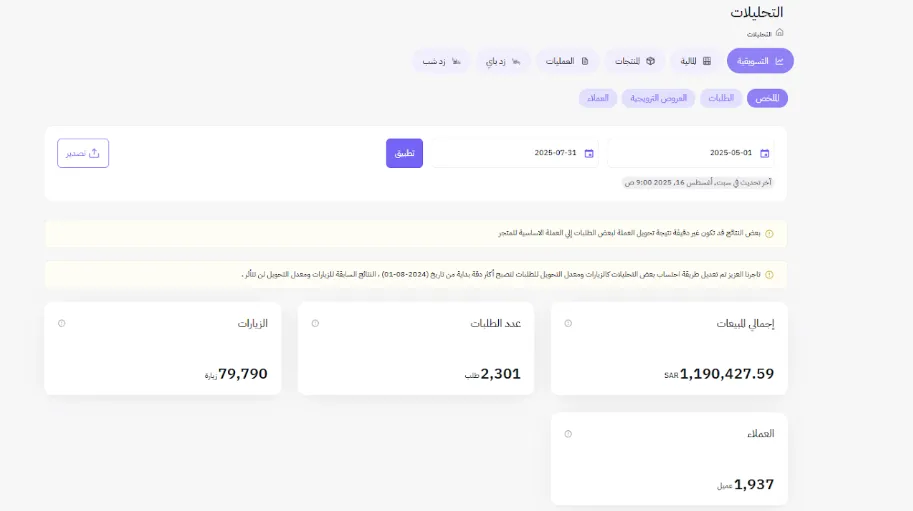 التحليلات
التحليلات
التسويقية
المالية
المنتجات
العمليات
زد باي
زد شب
الملخص
الطلبات
العروض الترويجية
العملاء
2025-05-01
2025-07-31
تطبيق
تصدير
آخر تحديث في سبت, أغسطس 16, 2025 9:00 ص
بعض النتائج قد تكون غير دقيقة نتيجة تحويل العملة لبعض الطلبات إلى العملة الاساسية للمتجر
تاجرنا العزيز تم تعديل طريقة احتساب بعض التحليلات كالزيارات ومعدل التحويل للطلبات لتصبح أكثر دقة بداية من تاريخ (2024-08-01) ، النتائج السابقة للزيارات ومعدل التحويل لن تتأثر .
إجمالي المبيعات
1,190,427.59 SAR
عدد الطلبات
2,301 طلب
الزيارات
79,790 زيارة
العملاء
1,937 عميل